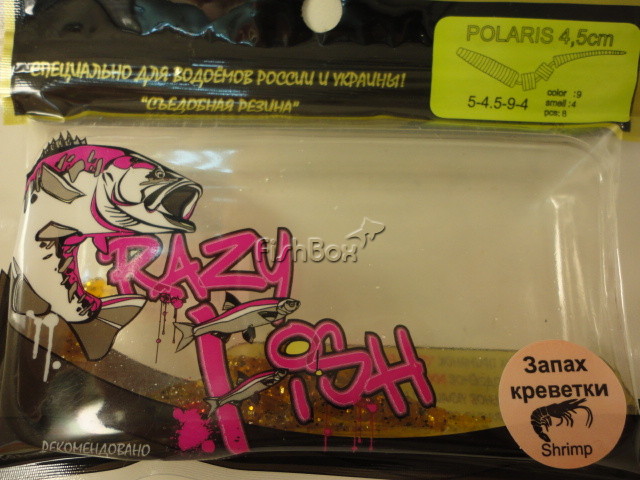 POLARIS 4,5cm
color :9
5-4.5-9-4
smell :4
pcs: 8
СПЕЦИАЛЬНО ДЛЯ ВОДОЁМОВ РОССИИ И УКРАИНЫ!
"СЪЕДОБНАЯ РЕЗИНА"
FishBox
RAZY
FISH
Запах
креветки
Shrimp
РЕКОМЕНДОВАНО